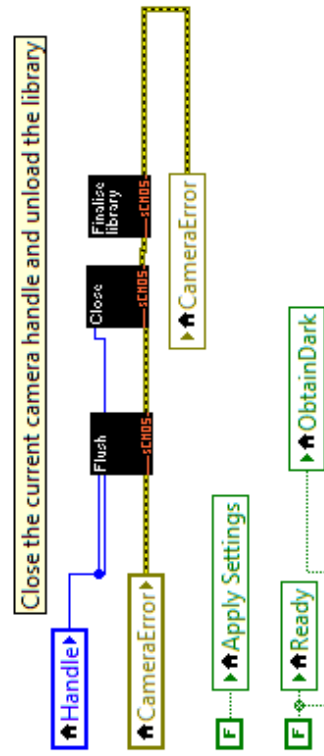 Close the current camera handle and unload the library
Handle
Flush
sCMOS
Close
sCMOS
Finalise
library
sCMOS
CameraError
CameraError
F
Apply Settings
F
Ready
ObtainDark